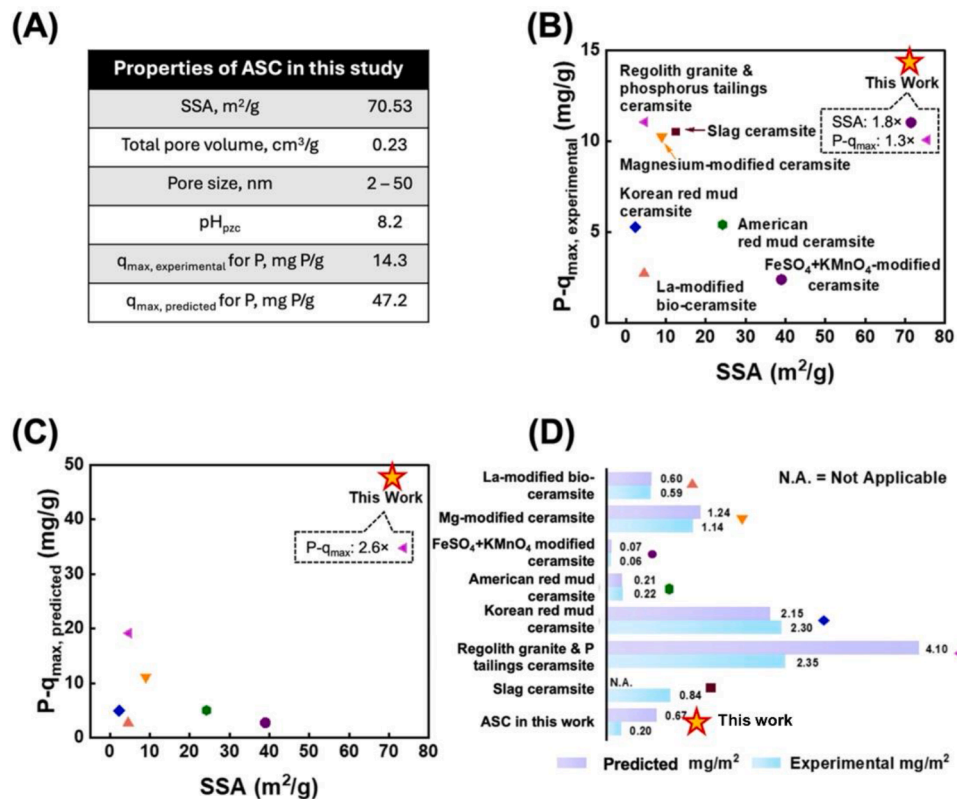 (A)
Properties of ASC in this study
SSA, m²/g 70.53
Total pore volume, cm³/g 0.23
Pore size, nm 2 – 50
pHpzc 8.2
qmax, experimental for P, mg P/g 14.3
qmax, predicted for P, mg P/g 47.2
(B)
P-qmax, experimental (mg/g)
15
10
5
0
Regolith granite &
phosphorus tailings
ceramsite
This Work
SSA: 1.8×
P-qmax: 1.3×
Slag ceramsite
Magnesium-modified ceramsite
Korean red mud
ceramsite
American
red mud ceramsite
FeSO4+KMnO4-modified
ceramsite
La-modified
bio-ceramsite
0 10 20 30 40 50 60 70 80
SSA (m²/g)
(C)
P-qmax, predicted (mg/g)
50
40
30
20
10
0
This Work
P-qmax: 2.6×
0 10 20 30 40 50 60 70 80
SSA (m²/g)
(D)
N.A. = Not Applicable
La-modified bio-
ceramsite
0.60
0.59
Mg-modified ceramsite
1.24
1.14
FeSO4+KMnO4 modified
ceramsite
0.07
0.06
American red mud
ceramsite
0.21
0.22
Korean red mud
ceramsite
2.15
2.30
Regolith granite & P
tailings ceramsite
4.10
2.35
Slag ceramsite
N.A.
0.84
ASC in this work
0.67
0.20
This work
Predicted mg/m²
Experimental mg/m²